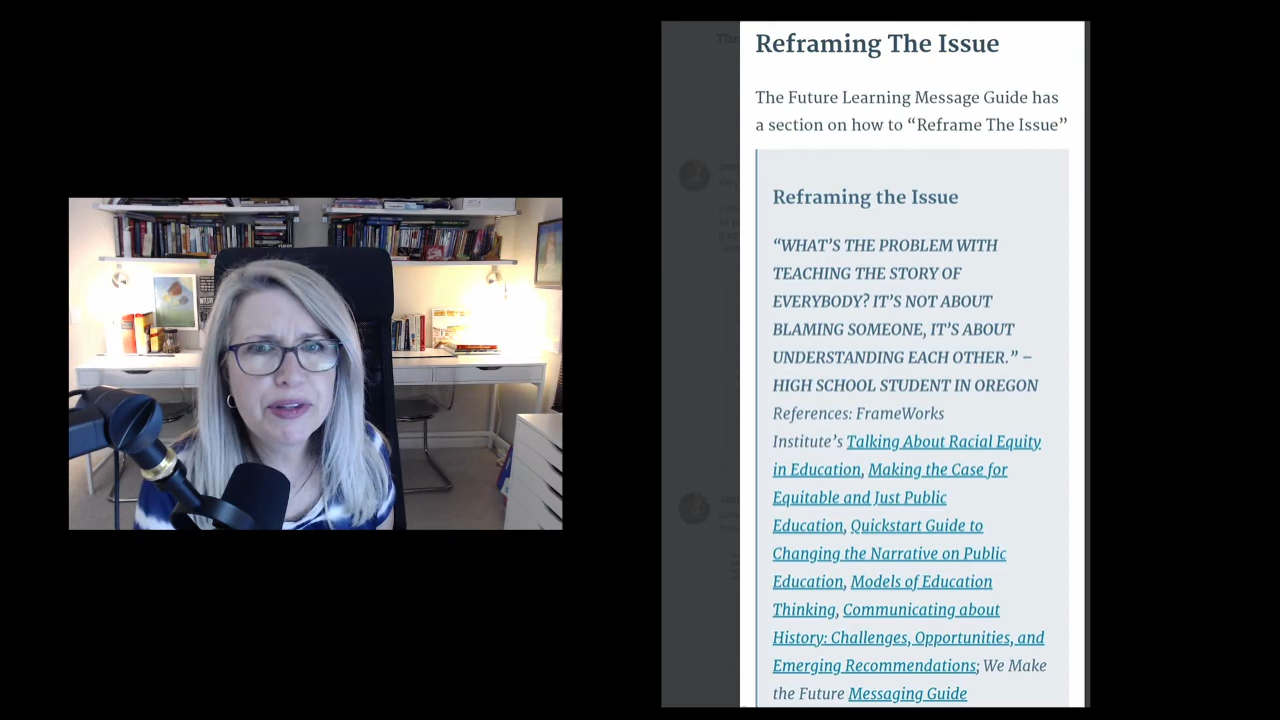 Reframing The Issue
The Future Learning Message Guide has
a section on how to “Reframe The Issue”
Reframing the Issue
“WHAT’S THE PROBLEM WITH
TEACHING THE STORY OF
EVERYBODY? IT’S NOT ABOUT
BLAMING SOMEONE, IT’S ABOUT
UNDERSTANDING EACH OTHER.” –
HIGH SCHOOL STUDENT IN OREGON
References: FrameWorks
Institute’s Talking About Racial Equity
in Education, Making the Case for
Equitable and Just Public
Education, Quickstart Guide to
Changing the Narrative on Public
Education, Models of Education
Thinking, Communicating about
History: Challenges, Opportunities, and
Emerging Recommendations; We Make
the Future Messaging Guide